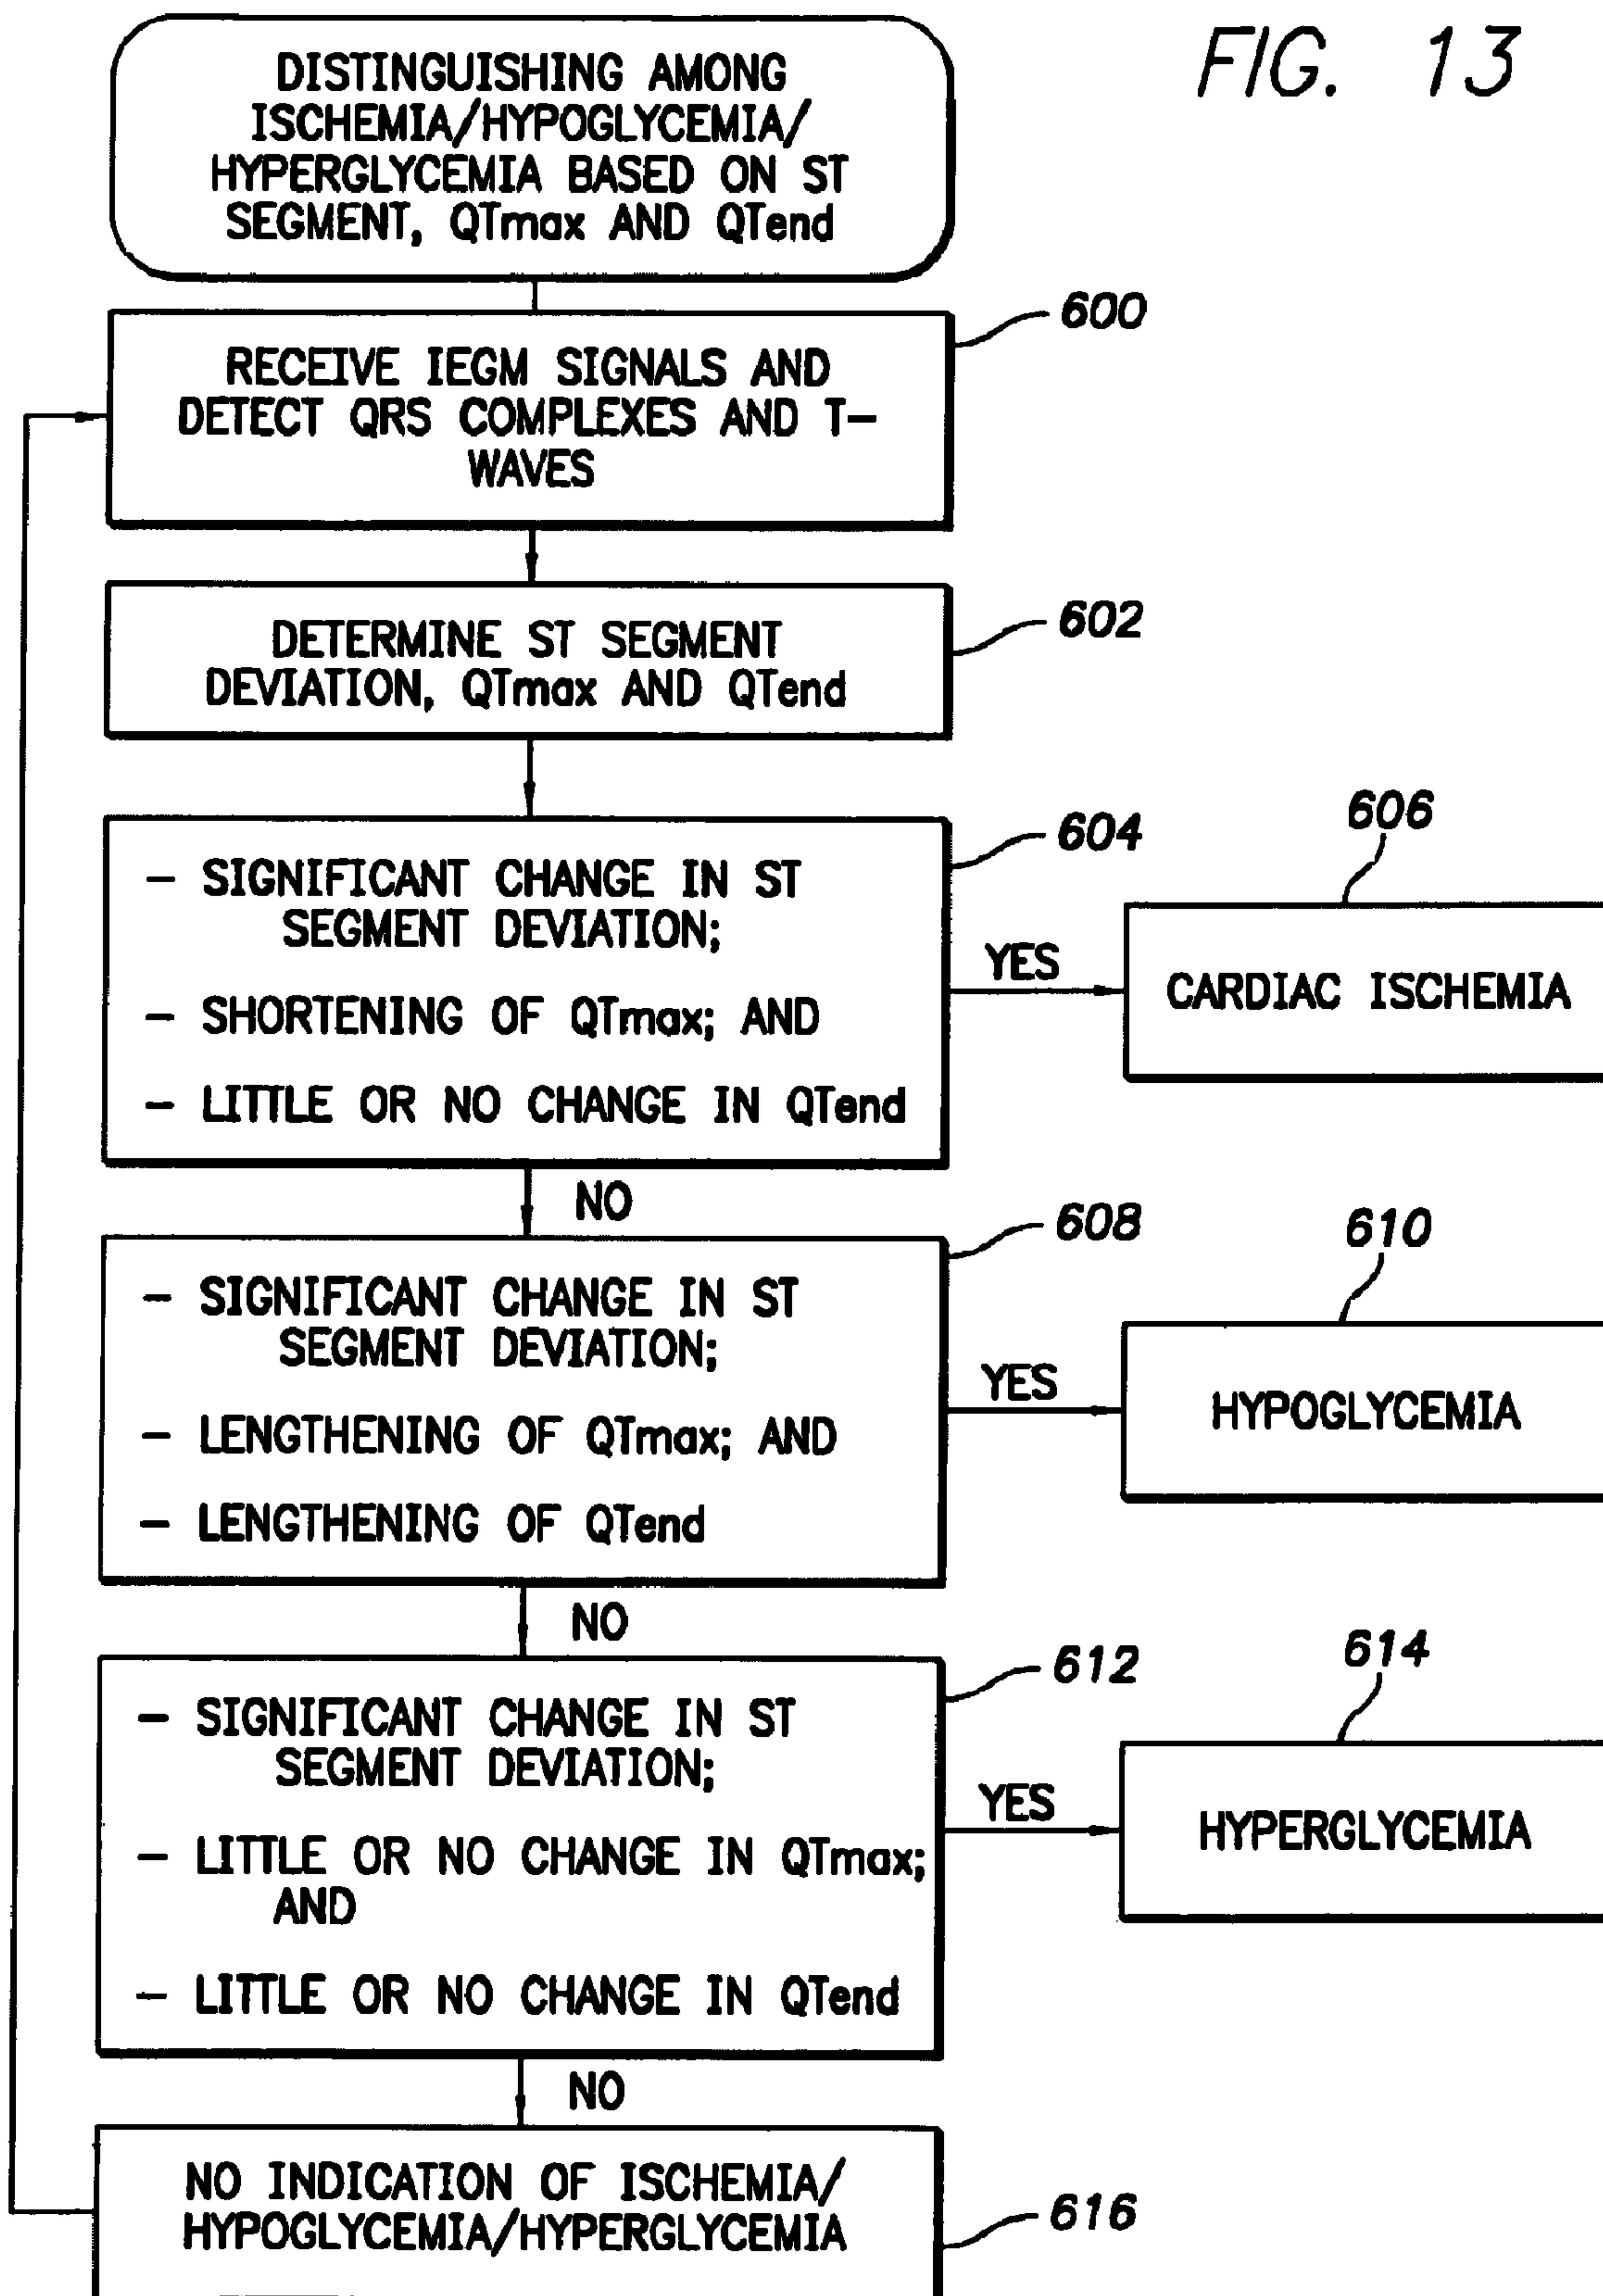 FIG. 13
DISTINGUISHING AMONG
ISCHEMIA/HYPOGLYCEMIA/
HYPERGLYCEMIA BASED ON ST
SEGMENT, QTmax AND QTend
600
RECEIVE IEGM SIGNALS AND
DETECT QRS COMPLEXES AND T-
WAVES
602
DETERMINE ST SEGMENT
DEVIATION, QTmax AND QTend
604
- SIGNIFICANT CHANGE IN ST
SEGMENT DEVIATION;
- SHORTENING OF QTmax; AND
- LITTLE OR NO CHANGE IN QTend
YES
606
CARDIAC ISCHEMIA
NO
608
- SIGNIFICANT CHANGE IN ST
SEGMENT DEVIATION;
- LENGTHENING OF QTmax; AND
- LENGTHENING OF QTend
YES
610
HYPOGLYCEMIA
NO
612
- SIGNIFICANT CHANGE IN ST
SEGMENT DEVIATION;
- LITTLE OR NO CHANGE IN QTmax;
AND
- LITTLE OR NO CHANGE IN QTend
YES
614
HYPERGLYCEMIA
NO
616
NO INDICATION OF ISCHEMIA/
HYPOGLYCEMIA/HYPERGLYCEMIA